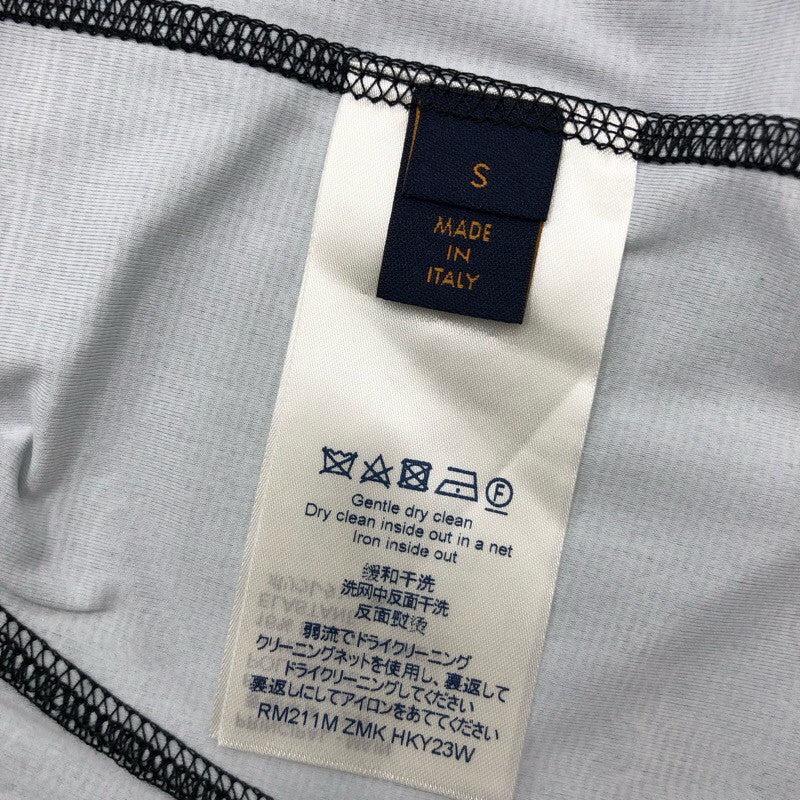 S
MADE
IN
ITALY
F
Gentle dry clean
Dry clean inside out in a net
Iron inside out
缓和干洗
洗网中反面干洗
反面熨烫
弱流でドライクリーニング
クリーニングネットを使用し、裏返して
ドライクリーニングしてください
裏返しにしてアイロンをあててください
RM211M ZMK HKY23W